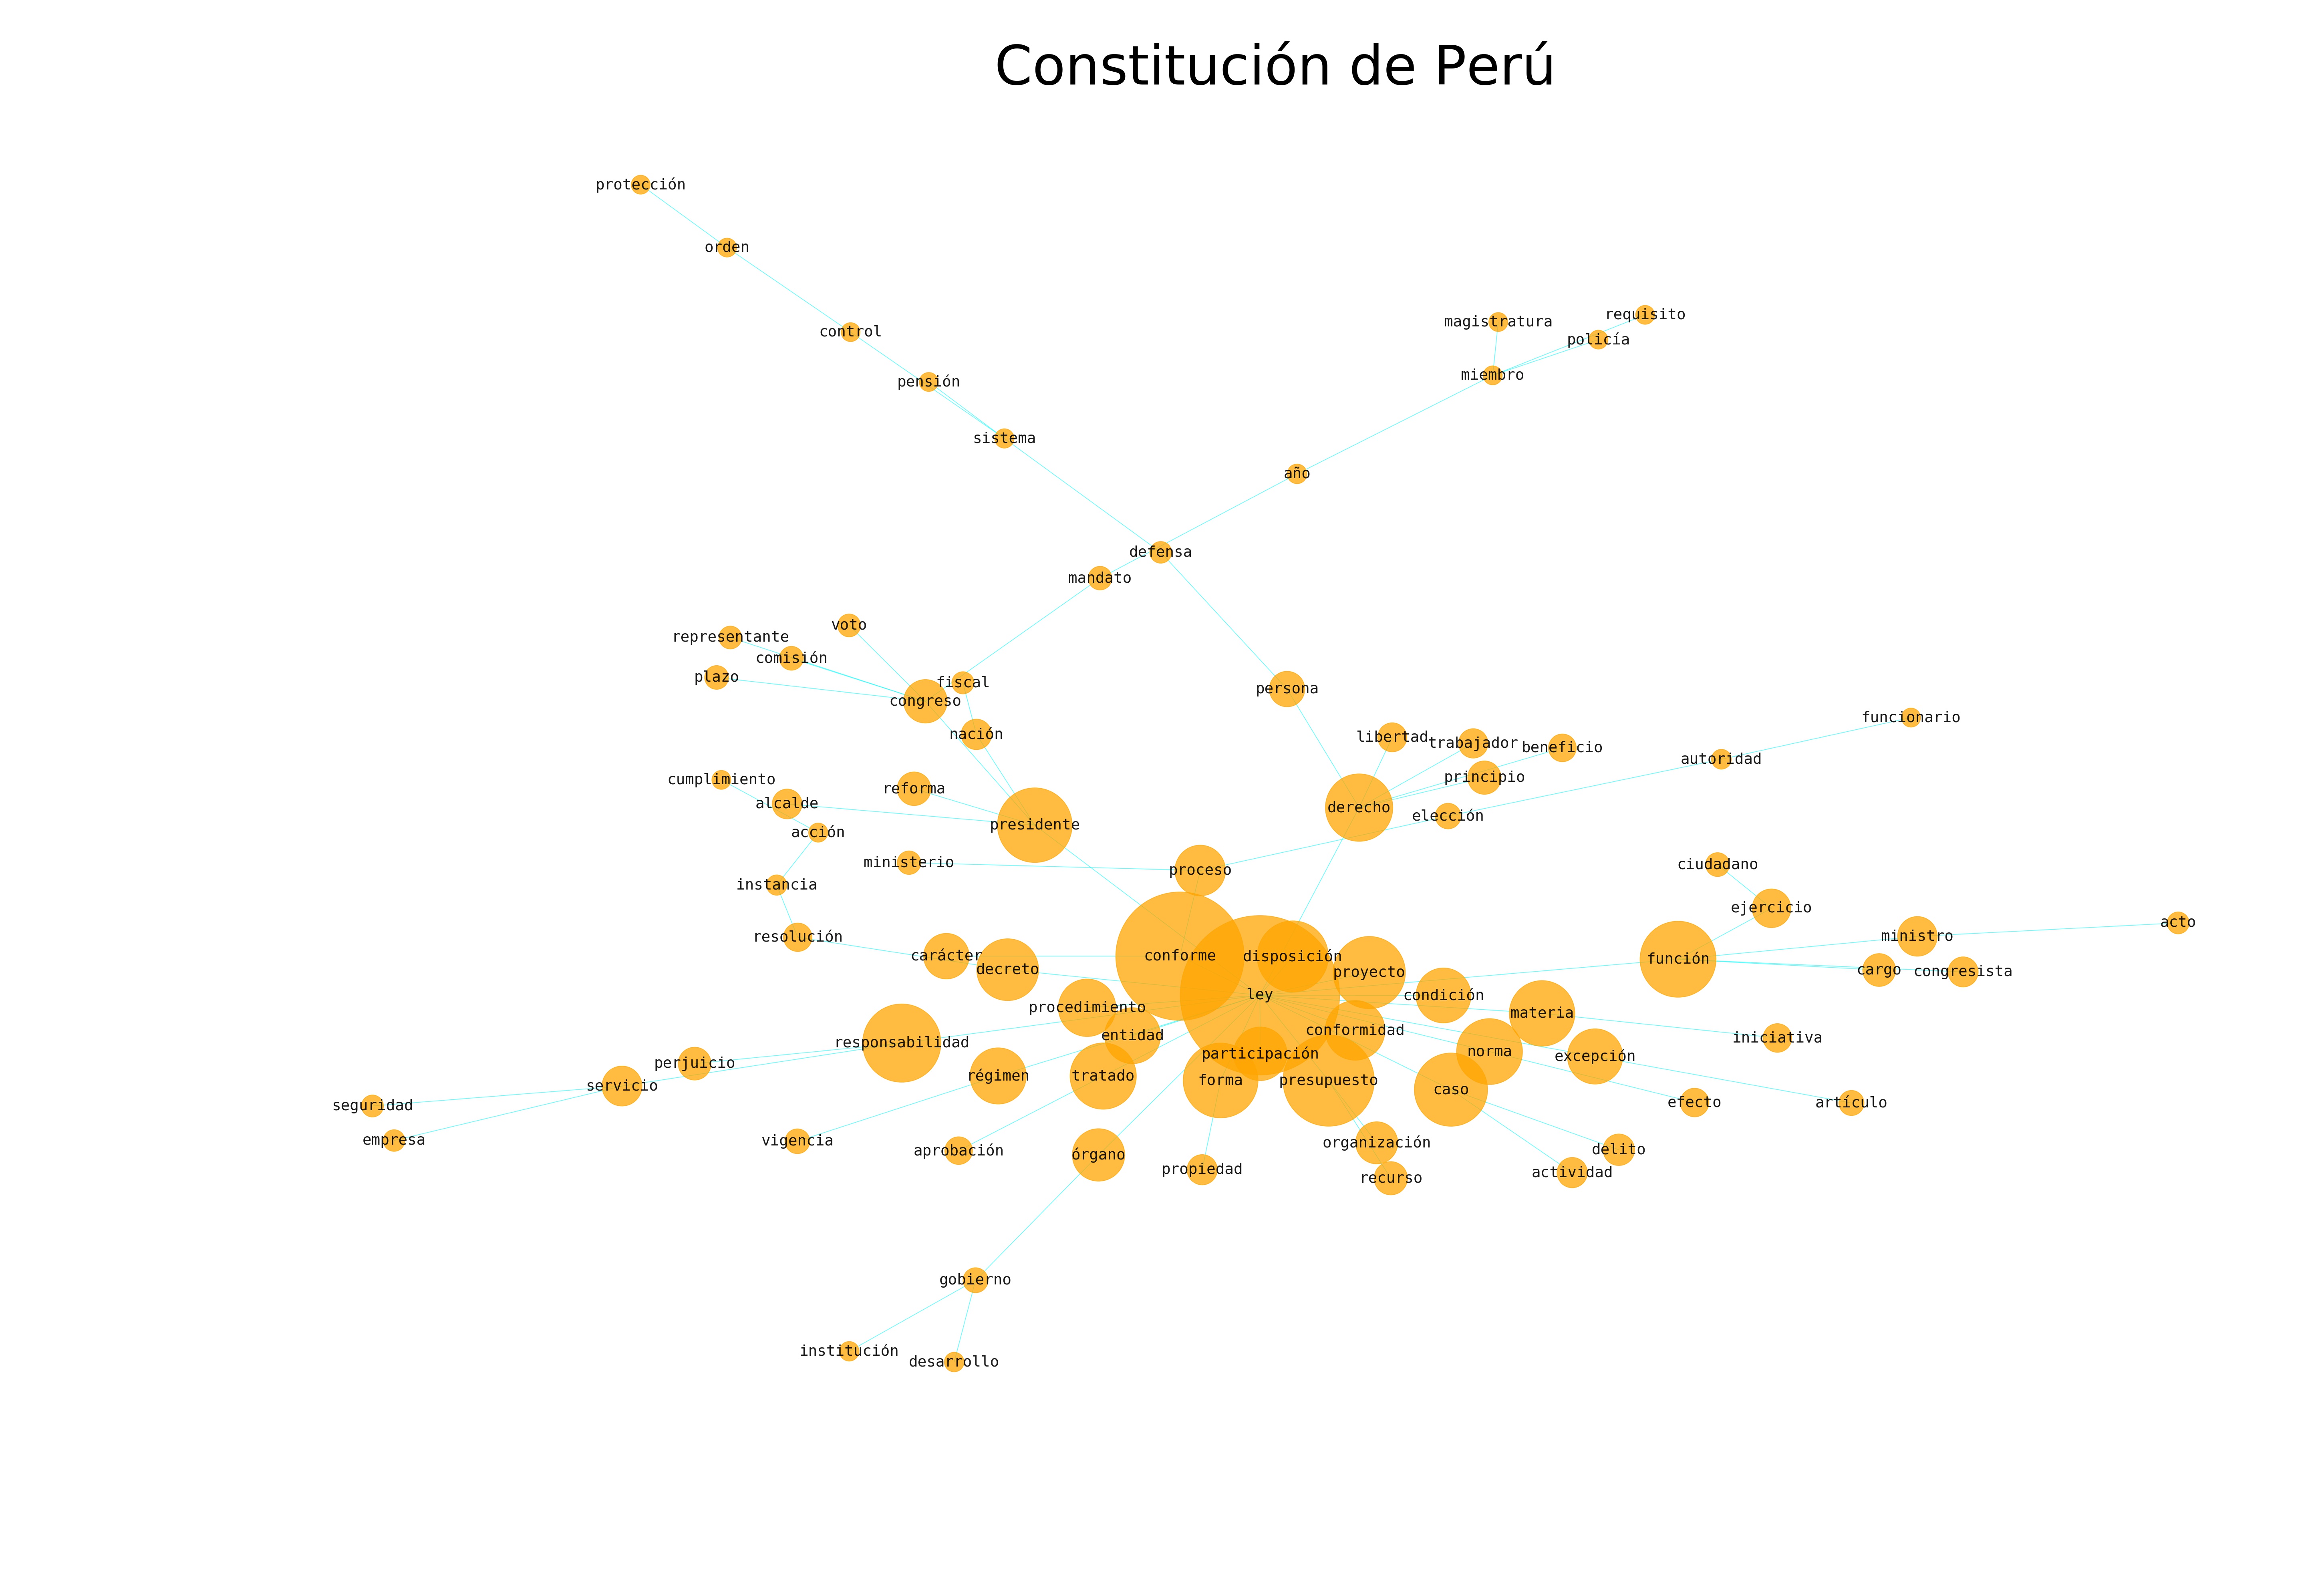 Constitución de Perú
protección
orden
requisito
magistratura
control
policía
miembro
pensión
sistema
año
defensa
mandato
voto
representante
comisión
plazo
fiscal
persona
congreso
funcionario
nación
libertad
trabajador
beneficio
autoridad
cumplimiento
principio
reforma
alcalde
derecho
elección
presidente
acción
ministerio
ciudadano
proceso
instancia
ejercicio
acto
resolución
ministro
carácter
conforme
disposición
función
decreto
proyecto
cargo
congresista
ley
condición
procedimiento
materia
conformidad
entidad
iniciativa
responsabilidad
norma
participación
excepción
perjuicio
régimen
tratado
forma
presupuesto
servicio
caso
efecto
artículo
seguridad
empresa
vigencia
organización
aprobación
delito
órgano
propiedad
actividad
recurso
gobierno
institución
desarrollo